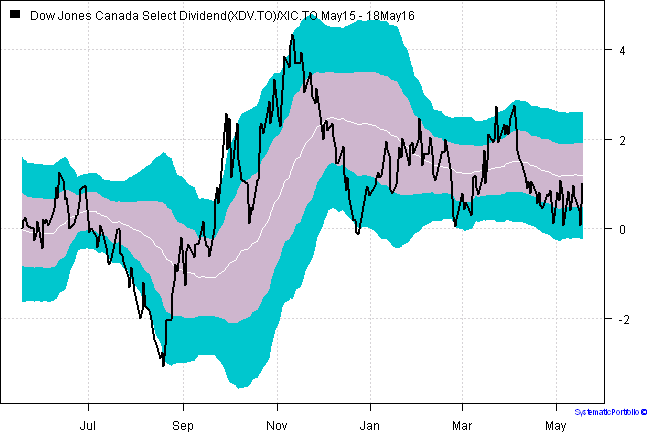 Dow Jones Canada Select Dividend(XDV.TO)/XIC.TO May15 - 18May16
4
2
0
-2
Jul Sep Nov Jan Mar May
SystematicPortfolio ©